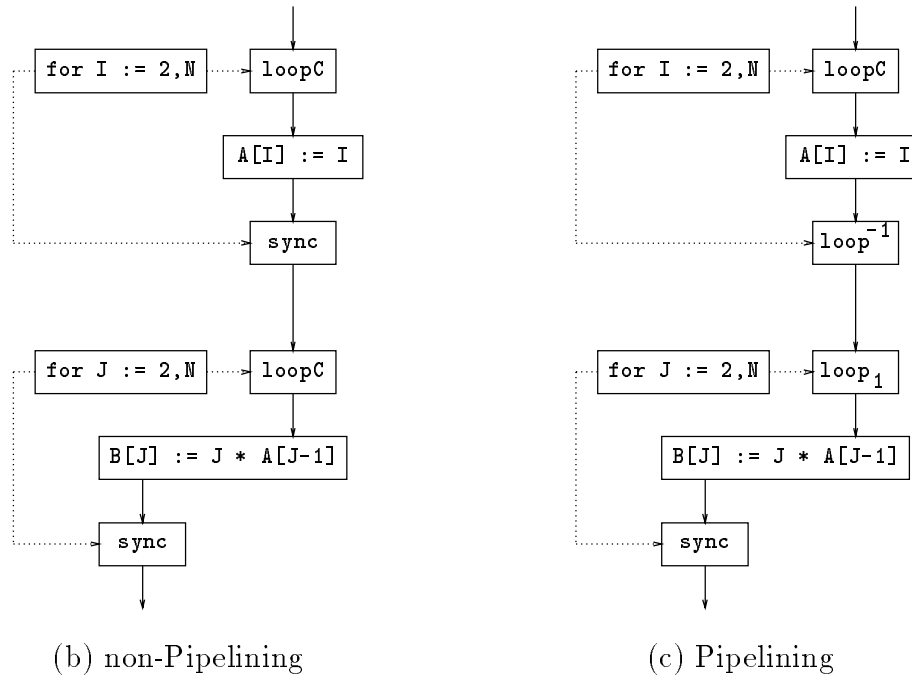 for I := 2,N
loopC
A[I] := I
sync
for J := 2,N
loopC
B[J] := J * A[J-1]
sync
(b) non-Pipelining
for I := 2,N
loopC
A[I] := I
loop⁻¹
for J := 2,N
loop₁
B[J] := J * A[J-1]
sync
(c) Pipelining